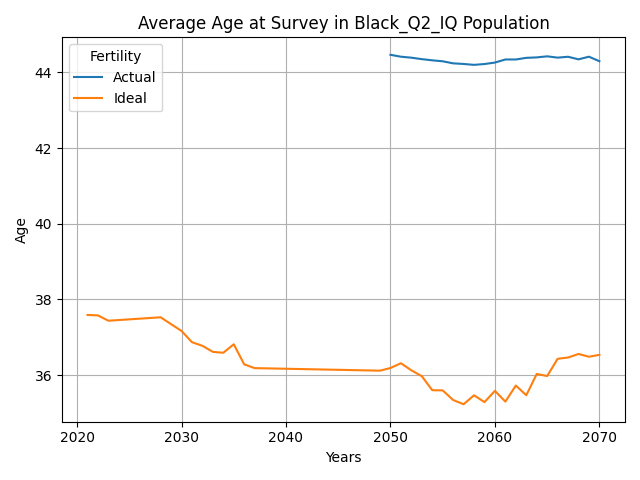 Average Age at Survey in Black_Q2_IQ Population
Fertility
Actual
Ideal
44
42
40
38
36
Age
2020
2030
2040
2050
2060
2070
Years